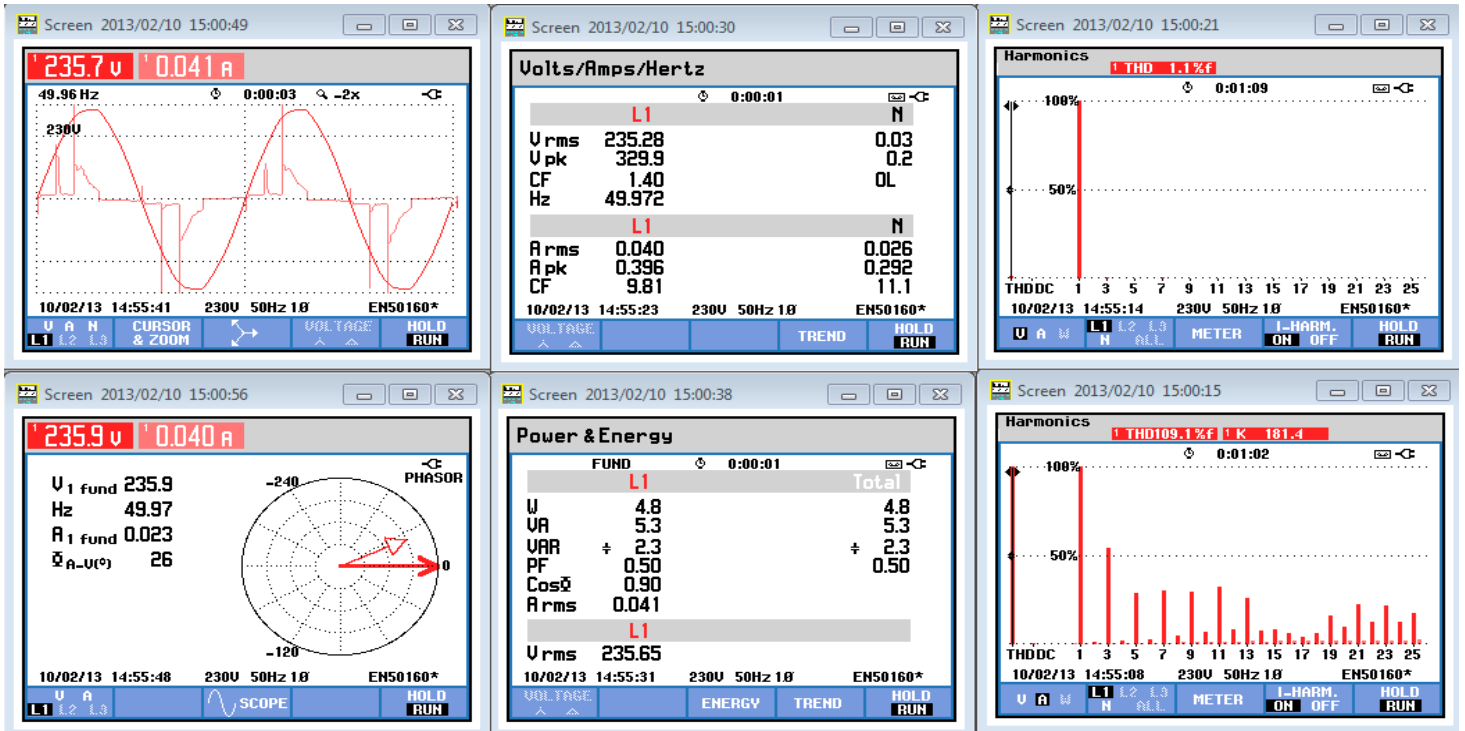 Screen 2013/02/10 15:00:49
1 235.7 V 1 0.041 A
49.96 Hz 0:00:03 -2x
230V
1
10/02/13 14:55:41 230V 50Hz 1Ø EN50160*
V A N CURSOR VOLTAGE HOLD
L1 L2 L3 & ZOOM RUN
Screen 2013/02/10 15:00:30
Volts/Amps/Hertz
0:00:01
L1 N
V rms 235.28 0.03
V pk 329.9 0.2
CF 1.40 OL
Hz 49.972
L1 N
A rms 0.040 0.026
A pk 0.396 0.292
CF 9.81 11.1
10/02/13 14:55:23 230V 50Hz 1Ø EN50160*
VOLTAGE TREND HOLD
RUN
Screen 2013/02/10 15:00:21
Harmonics
1 THD 1.1%f
0:01:09
100%
50%
THDDC 1 3 5 7 9 11 13 15 17 19 21 23 25
10/02/13 14:55:14 230V 50Hz 1Ø EN50160*
V A W L1 L2 L3 METER I-HARM. HOLD
N ALL ON OFF RUN
Screen 2013/02/10 15:00:56
1 235.9 V 1 0.040 A
PHASOR
V1 fund 235.9
Hz 49.97
A1 fund 0.023
Φ A-V(°) 26
-240
0
-120
10/02/13 14:55:48 230V 50Hz 1Ø EN50160*
V A SCOPE HOLD
L1 L2 L3 RUN
Screen 2013/02/10 15:00:38
Power & Energy
FUND 0:00:01
L1 Total
W 4.8 4.8
VA 5.3 5.3
VAR 2.3 2.3
PF 0.50 0.50
CosΦ 0.90
A rms 0.041
L1
V rms 235.65
10/02/13 14:55:31 230V 50Hz 1Ø EN50160*
VOLTAGE ENERGY TREND HOLD
RUN
Screen 2013/02/10 15:00:15
Harmonics
1 THD109.1%f 1 K 181.4
0:01:02
100%
50%
THDDC 1 3 5 7 9 11 13 15 17 19 21 23 25
10/02/13 14:55:08 230V 50Hz 1Ø EN50160*
V A W L1 L2 L3 METER I-HARM. HOLD
N ALL ON OFF RUN